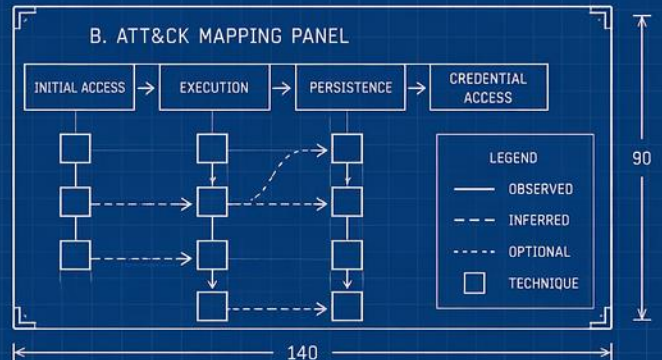 B. ATT&CK MAPPING PANEL
INITIAL ACCESS
EXECUTION
PERSISTENCE
CREDENTIAL
ACCESS
LEGEND
OBSERVED
INFERRED
OPTIONAL
TECHNIQUE
90
140